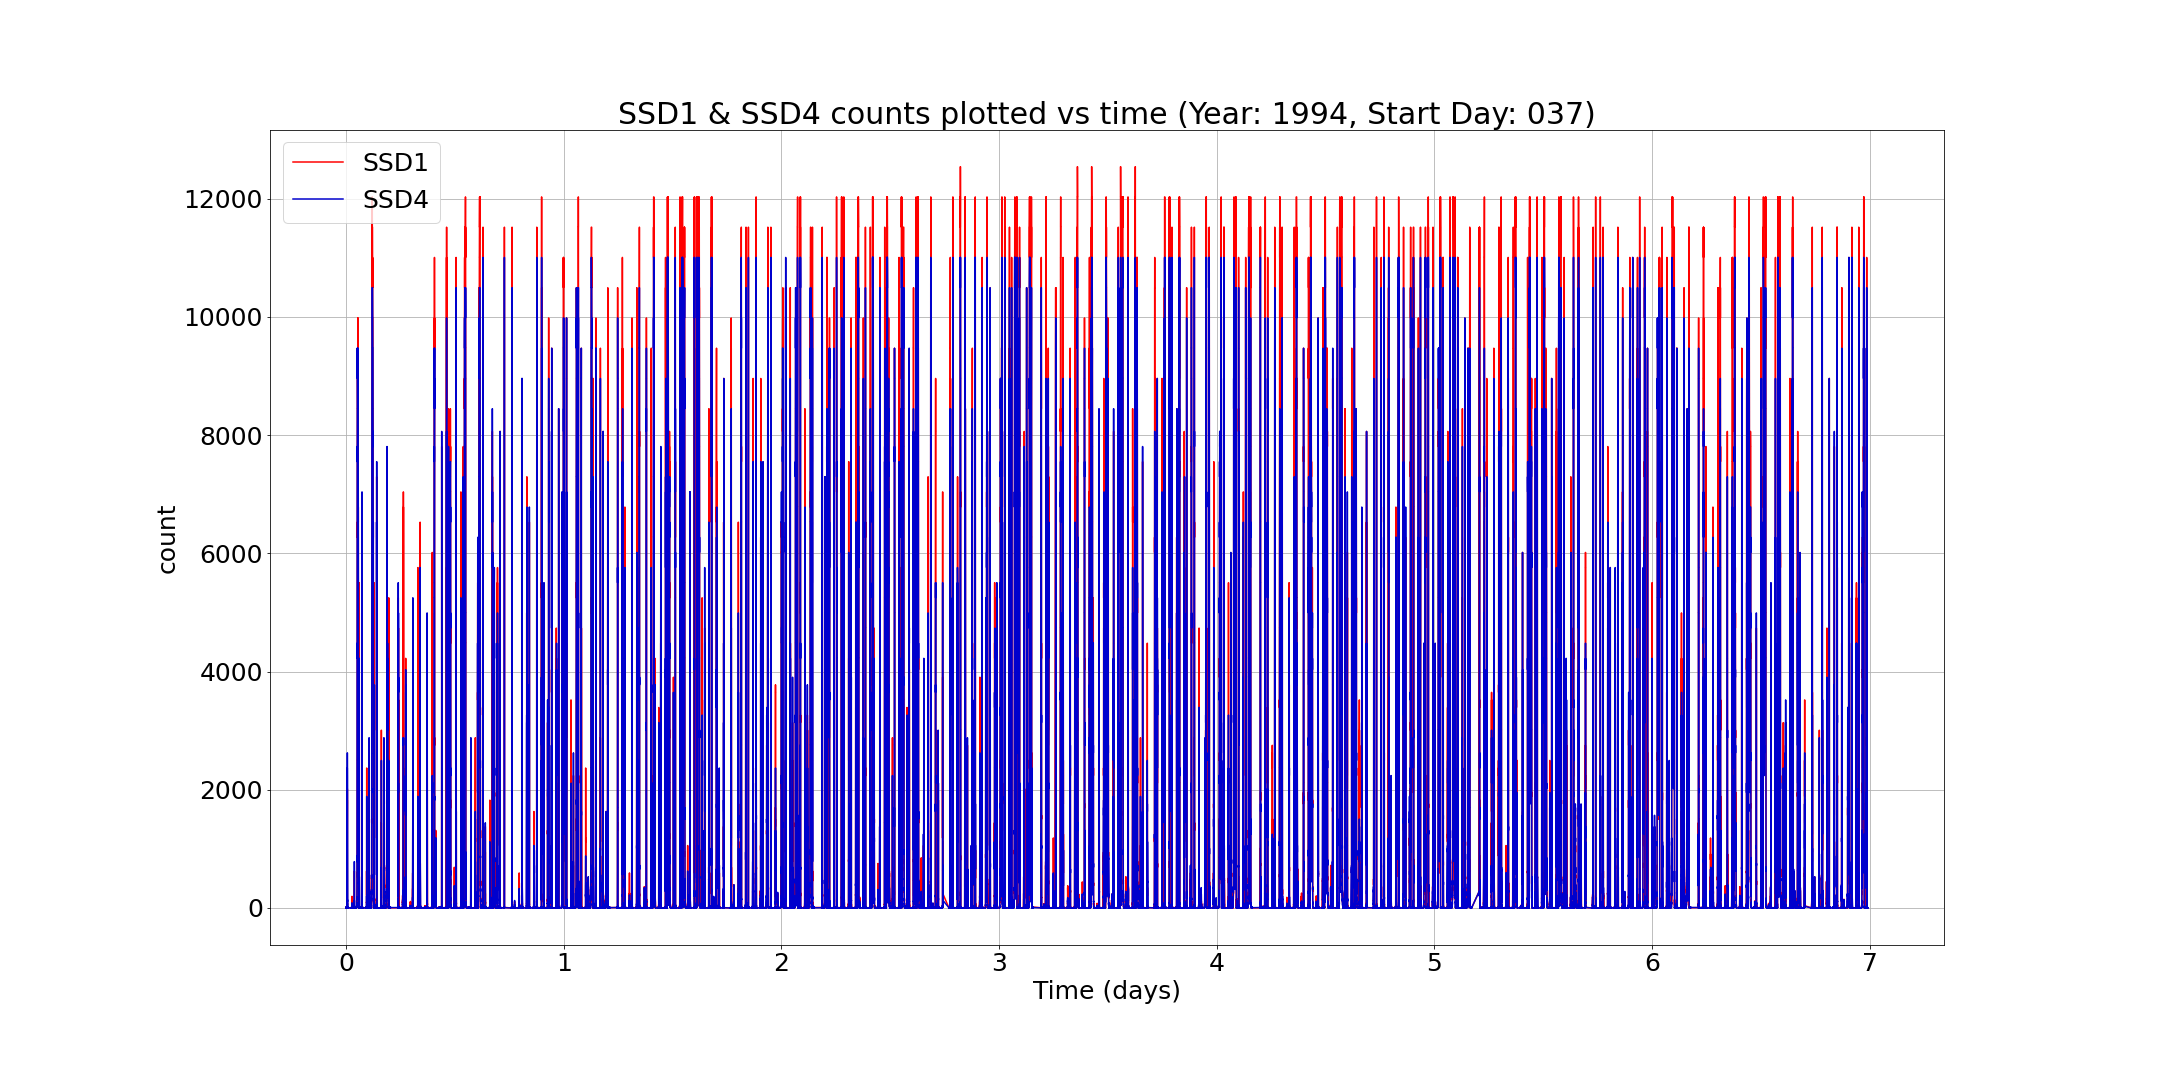 SSD1 & SSD4 counts plotted vs time (Year: 1994, Start Day: 037)
SSD1
SSD4
12000
10000
8000
6000
4000
2000
0
count
0 1 2 3 4 5 6 7
Time (days)